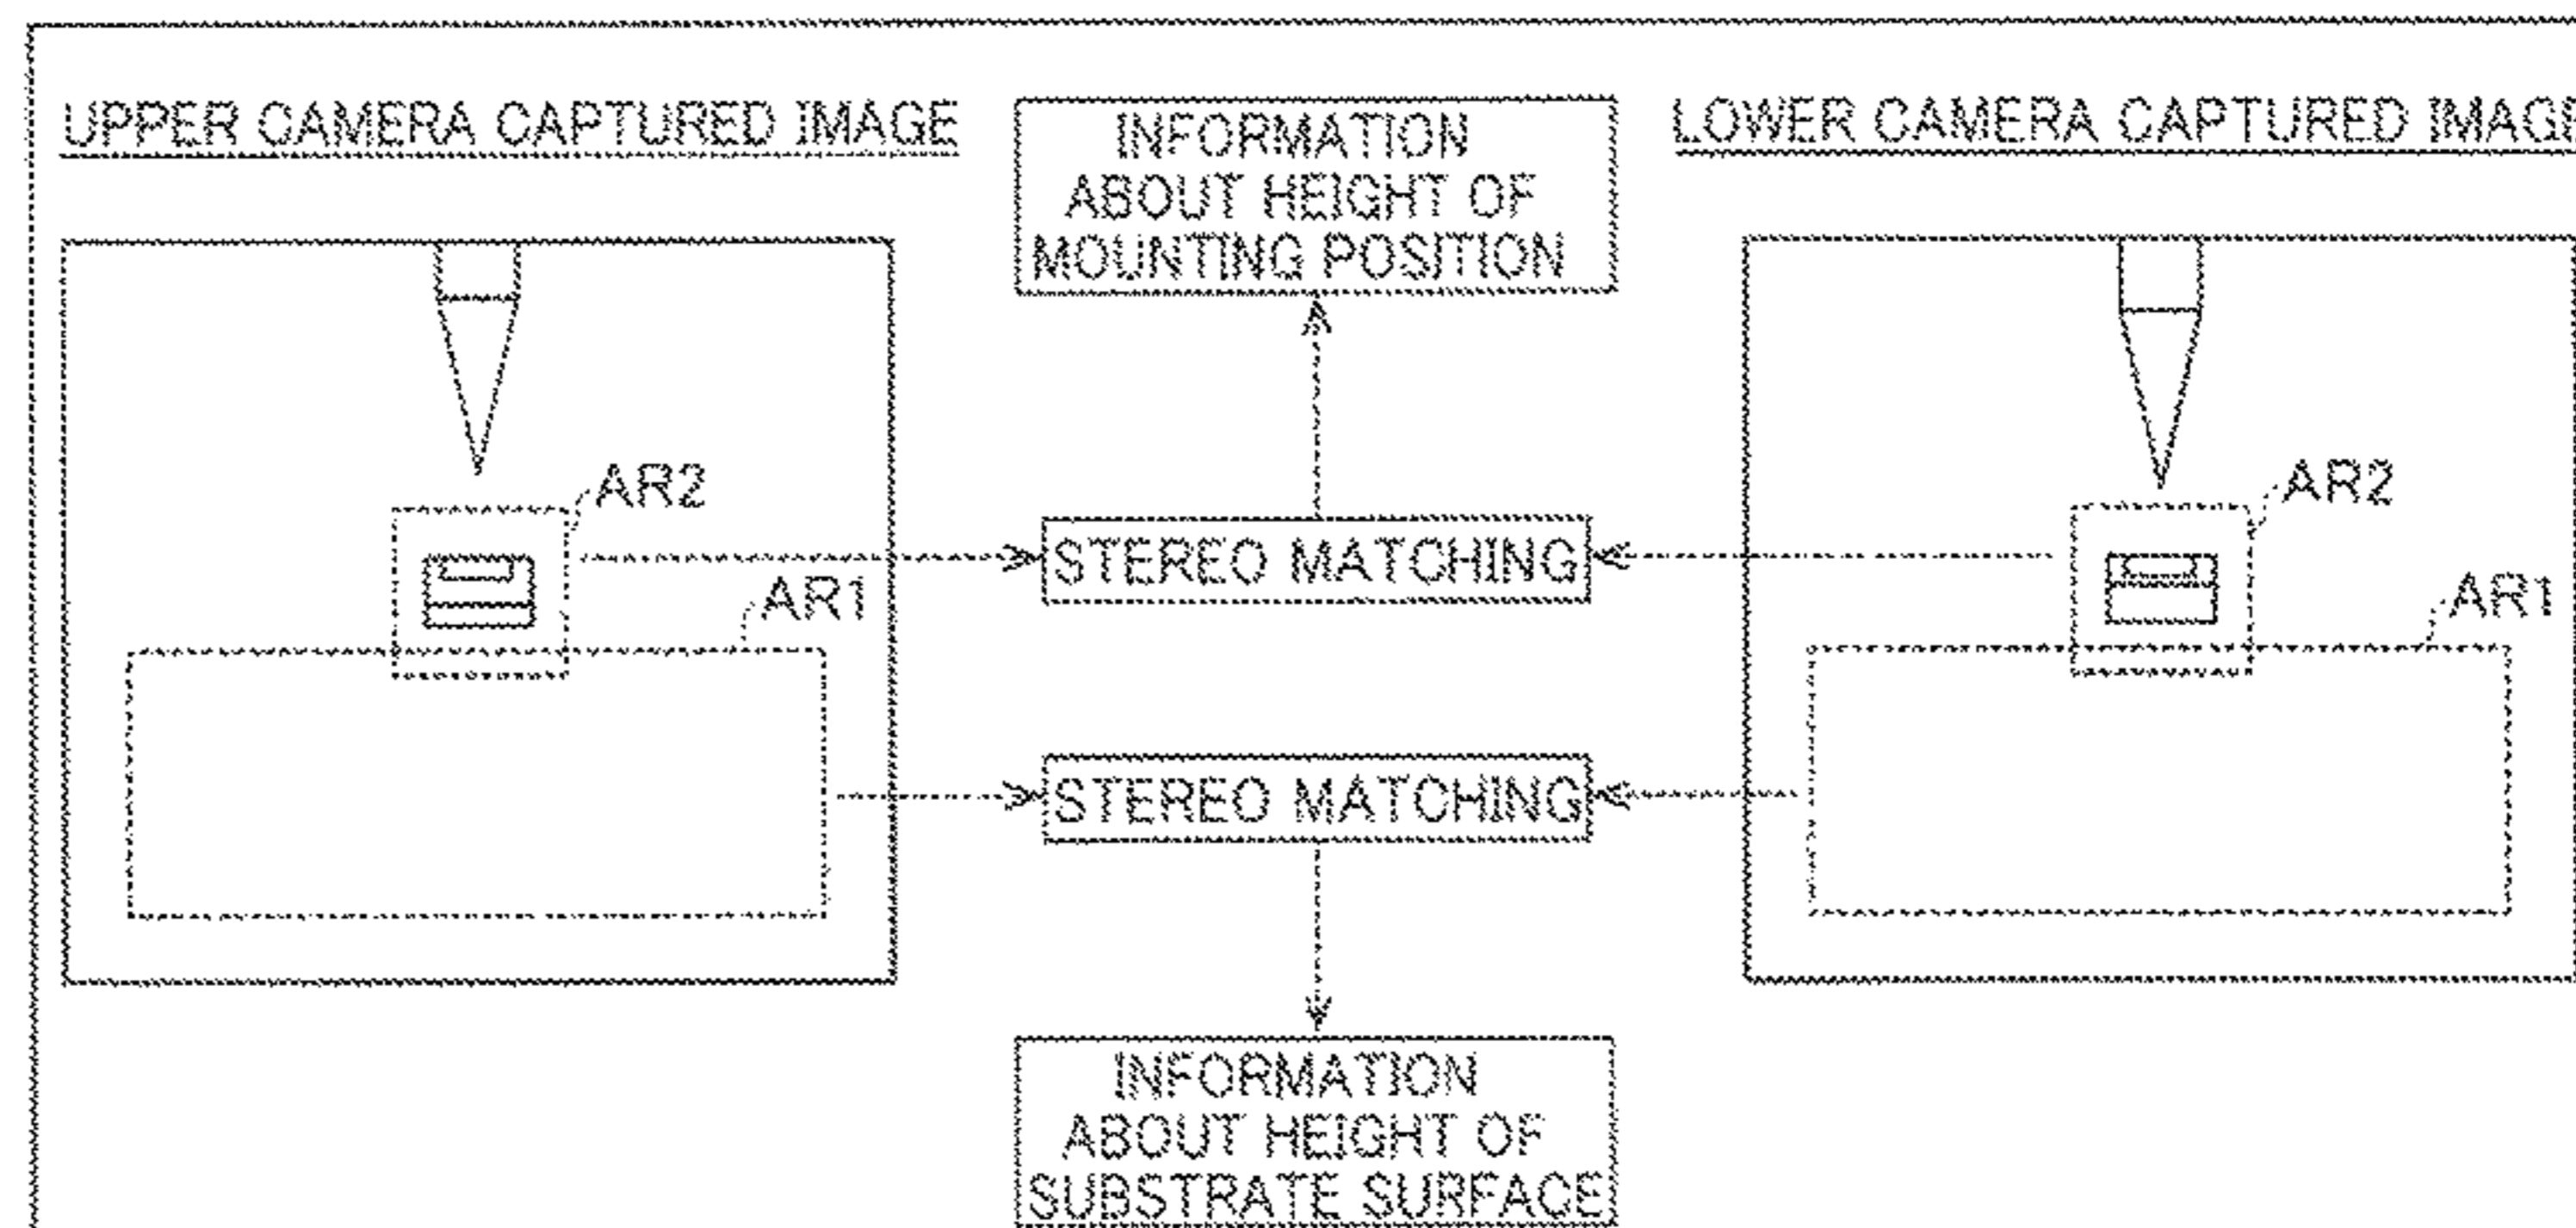 UPPER CAMERA CAPTURED IMAGE
INFORMATION
ABOUT HEIGHT OF
MOUNTING POSITION
LOWER CAMERA CAPTURED IMAGE
AR2
AR1
STEREO MATCHING
AR2
AR1
STEREO MATCHING
INFORMATION
ABOUT HEIGHT OF
SUBSTRATE SURFACE